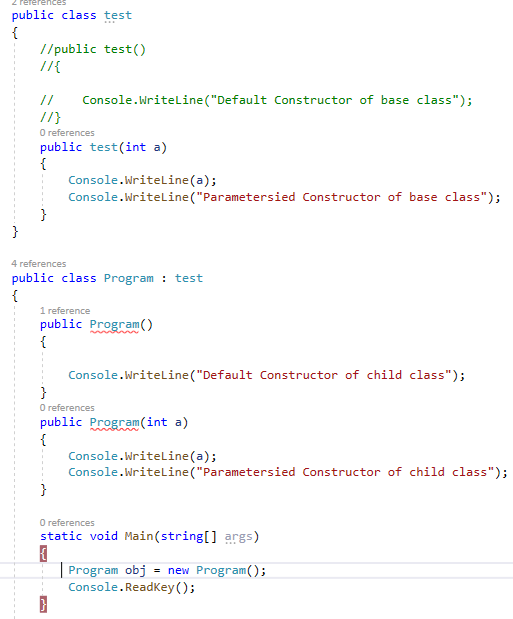 2 references
public class test
{
//public test()
//{
// Console.WriteLine("Default Constructor of base class");
//}
0 references
public test(int a)
{
Console.WriteLine(a);
Console.WriteLine("Parametersied Constructor of base class");
}
}
4 references
public class Program : test
{
1 reference
public Program()
{
Console.WriteLine("Default Constructor of child class");
}
0 references
public Program(int a)
{
Console.WriteLine(a);
Console.WriteLine("Parametersied Constructor of child class");
}
0 references
static void Main(string[] args)
{
Program obj = new Program();
Console.ReadKey();
}